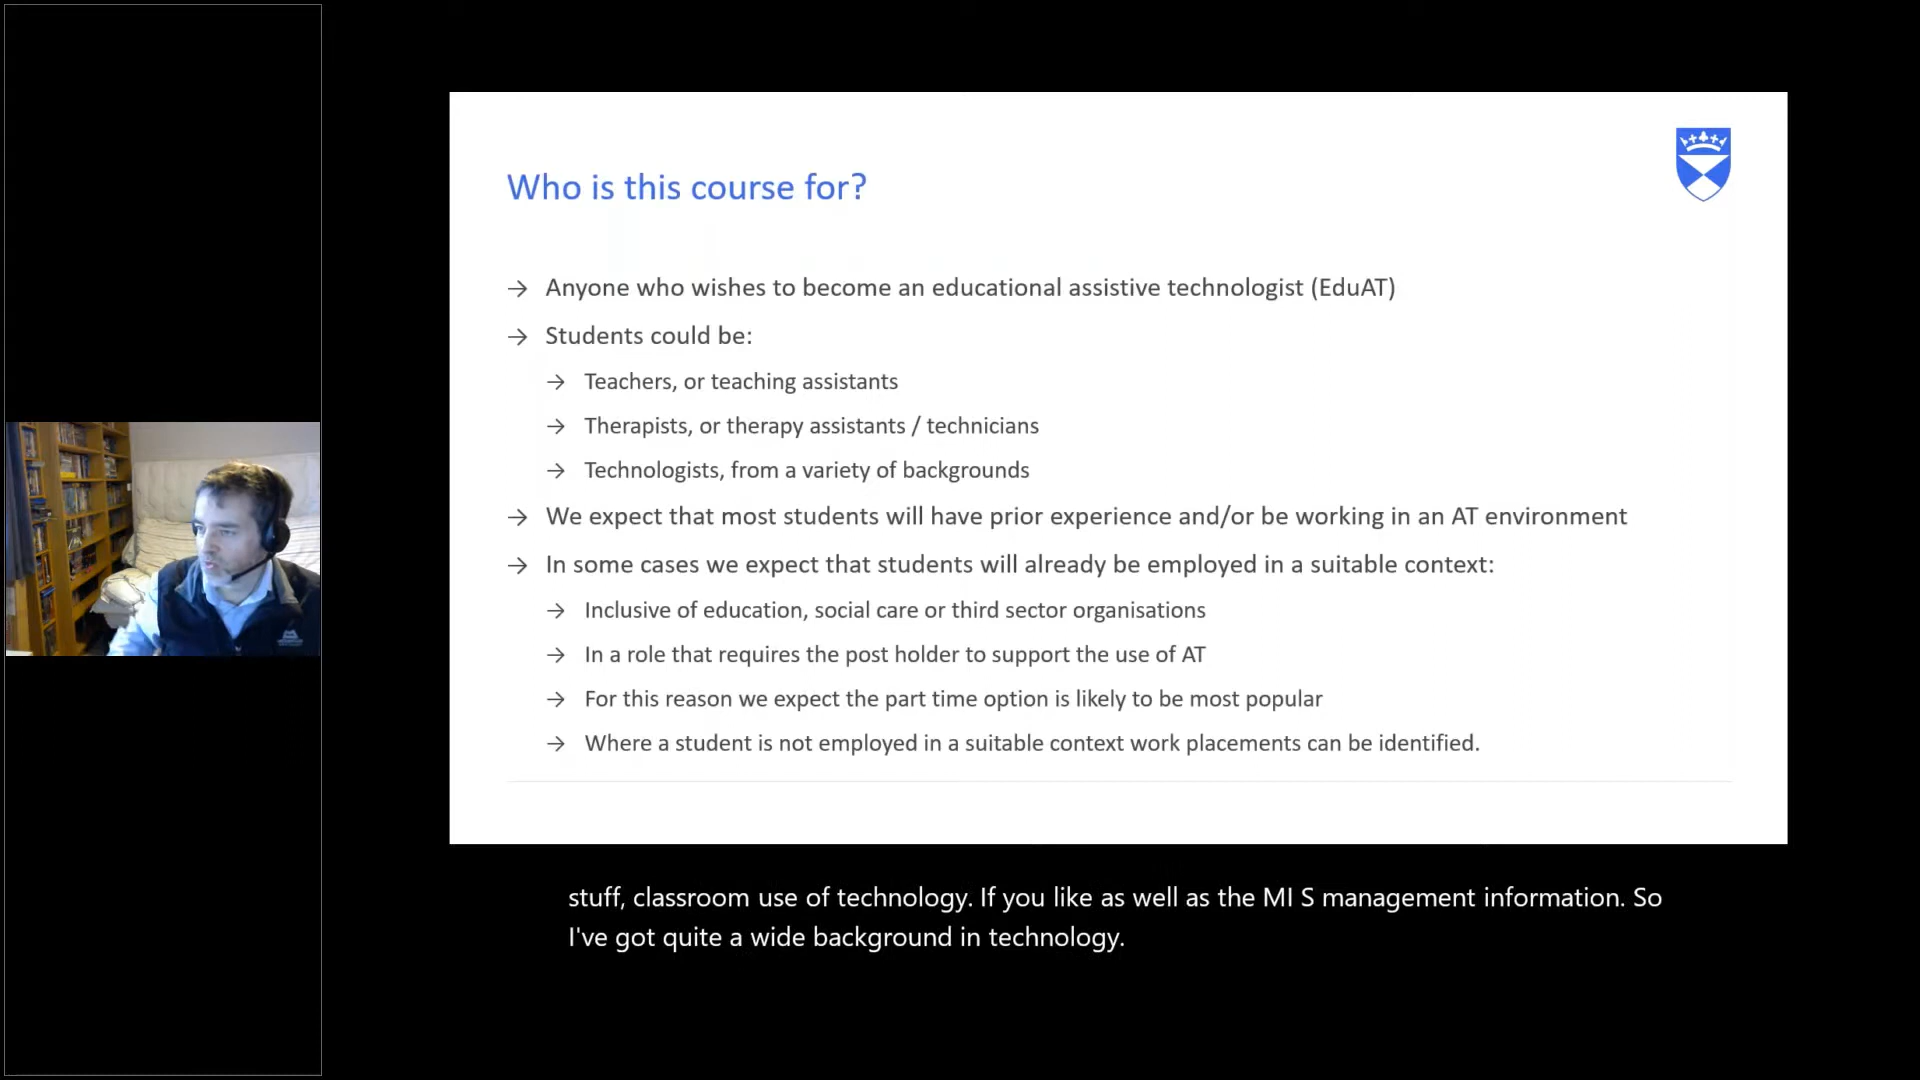 Who is this course for?
→ Anyone who wishes to become an educational assistive technologist (EduAT)
→ Students could be:
→ Teachers, or teaching assistants
→ Therapists, or therapy assistants / technicians
→ Technologists, from a variety of backgrounds
→ We expect that most students will have prior experience and/or be working in an AT environment
→ In some cases we expect that students will already be employed in a suitable context:
→ Inclusive of education, social care or third sector organisations
→ In a role that requires the post holder to support the use of AT
→ For this reason we expect the part time option is likely to be most popular
→ Where a student is not employed in a suitable context work placements can be identified.
stuff, classroom use of technology. If you like as well as the MI S management information. So
I've got quite a wide background in technology.